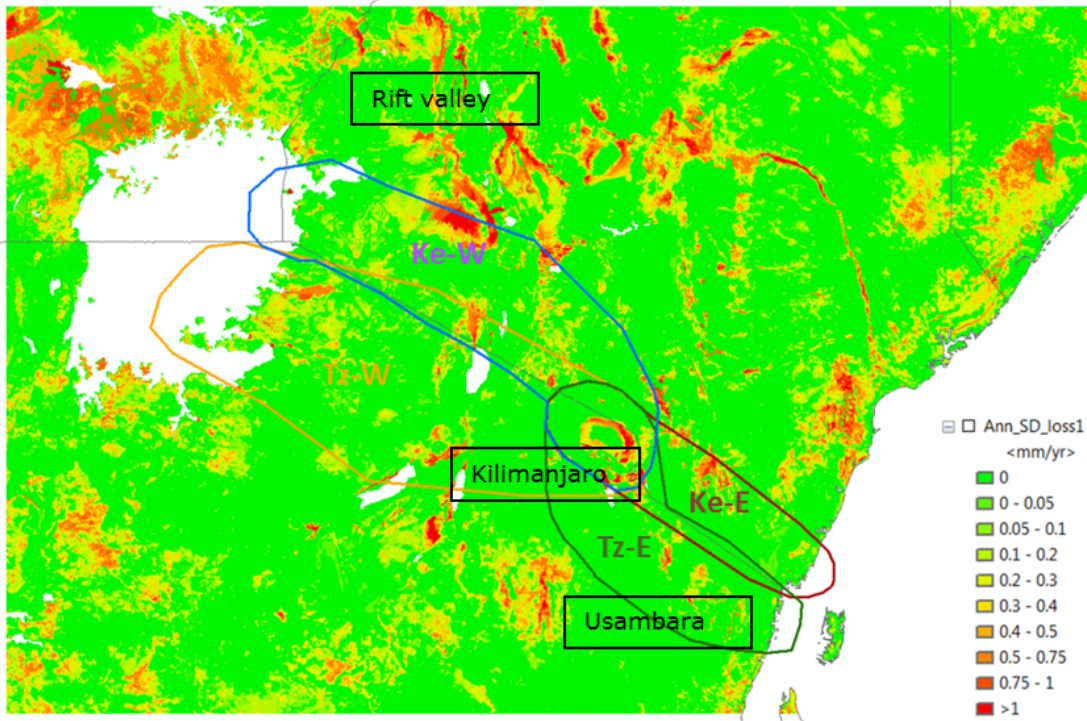 Rift valley
Ke-W
Tz-W
Kilimanjaro
Ke-E
Tz-E
Usambara
Ann_SD_loss1
<mm/yr>
0
0 - 0.05
0.05 - 0.1
0.1 - 0.2
0.2 - 0.3
0.3 - 0.4
0.4 - 0.5
0.5 - 0.75
0.75 - 1
>1